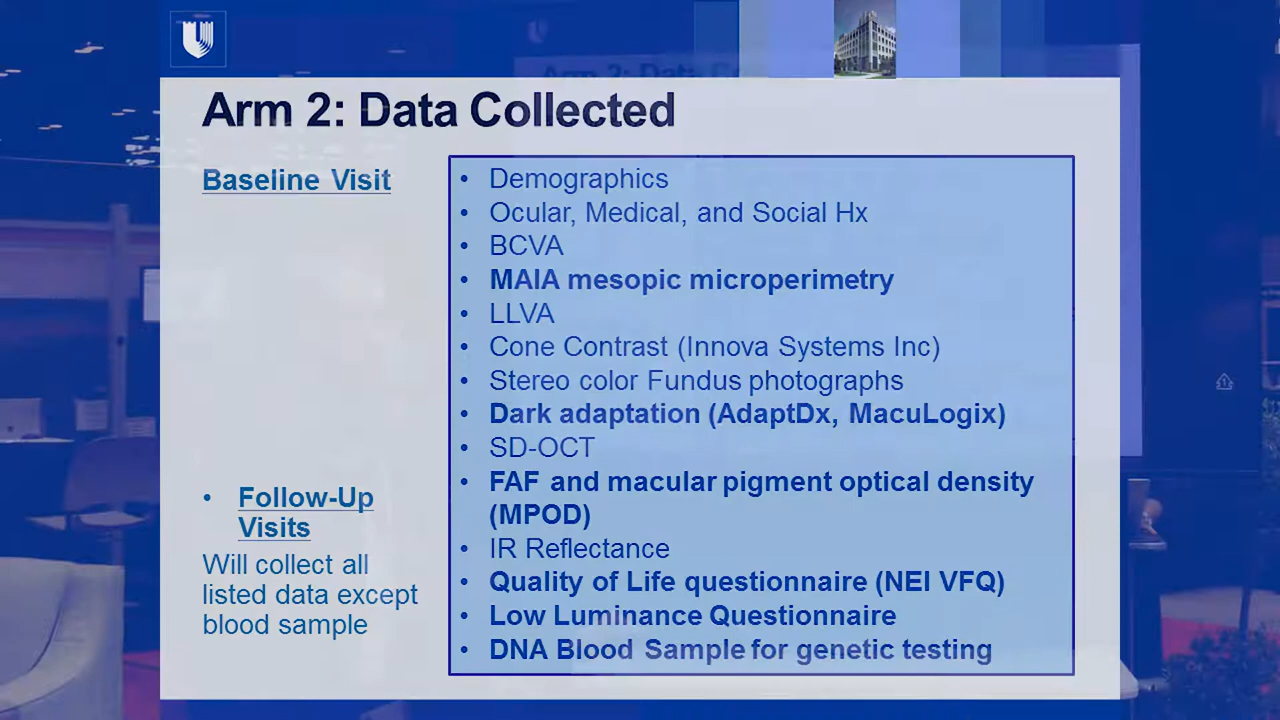 Arm 2: Data Collected
Baseline Visit
• Demographics
• Ocular, Medical, and Social Hx
• BCVA
• MAIA mesopic microperimetry
• LLVA
• Cone Contrast (Innova Systems Inc)
• Stereo color Fundus photographs
• Dark adaptation (AdaptDx, MacuLogix)
• SD-OCT
• FAF and macular pigment optical density
(MPOD)
• IR Reflectance
• Quality of Life questionnaire (NEI VFQ)
• Low Luminance Questionnaire
• DNA Blood Sample for genetic testing
• Follow-Up
Visits
Will collect all
listed data except
blood sample